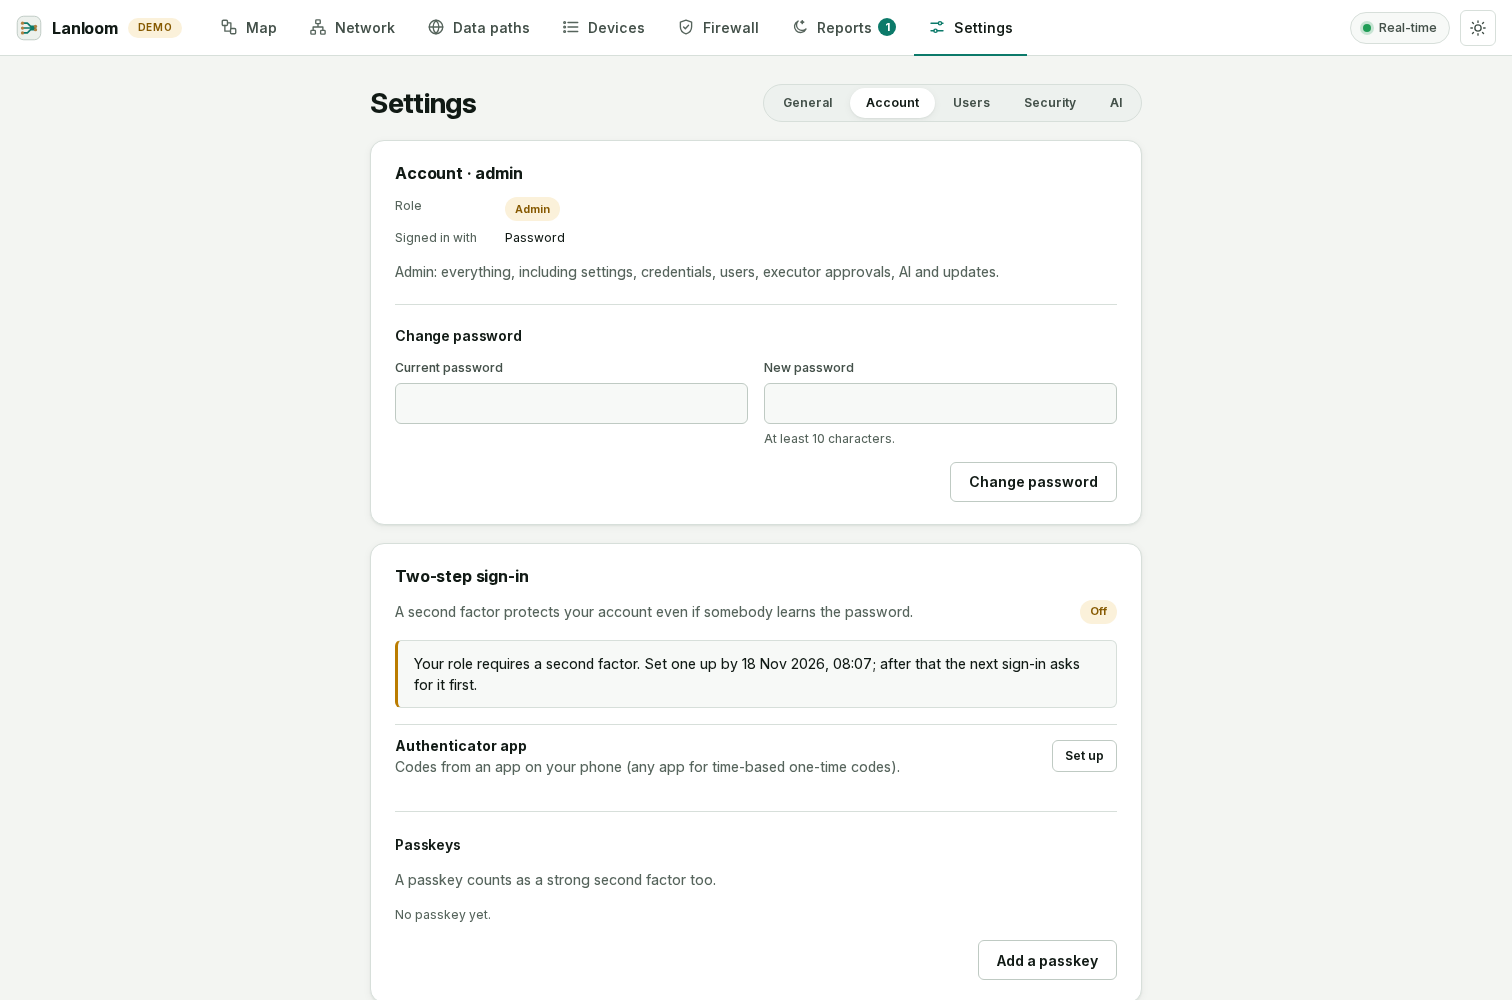 Lanloom DEMO Map Network Data paths Devices Firewall Reports 1 Settings Real-time
Settings General Account Users Security AI
Account · admin
Role Admin
Signed in with Password
Admin: everything, including settings, credentials, users, executor approvals, AI and updates.
Change password
Current password New password
At least 10 characters.
Change password
Two-step sign-in
A second factor protects your account even if somebody learns the password. Off
Your role requires a second factor. Set one up by 18 Nov 2026, 08:07; after that the next sign-in asks
for it first.
Authenticator app
Set up
Codes from an app on your phone (any app for time-based one-time codes).
Passkeys
A passkey counts as a strong second factor too.
No passkey yet.
Add a passkey